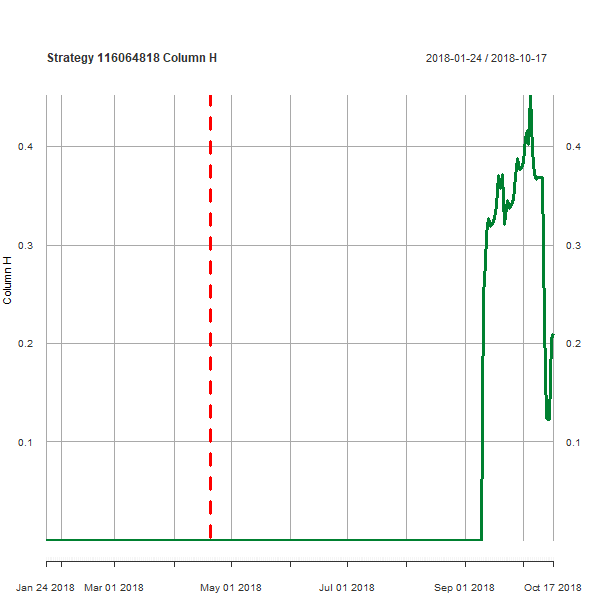 Strategy 116064818 Column H
2018-01-24 / 2018-10-17
0.4
0.4
0.3
0.3
Column H
0.2
0.2
0.1
0.1
Jan 24 2018
Mar 01 2018
May 01 2018
Jul 01 2018
Sep 01 2018
Oct 17 2018